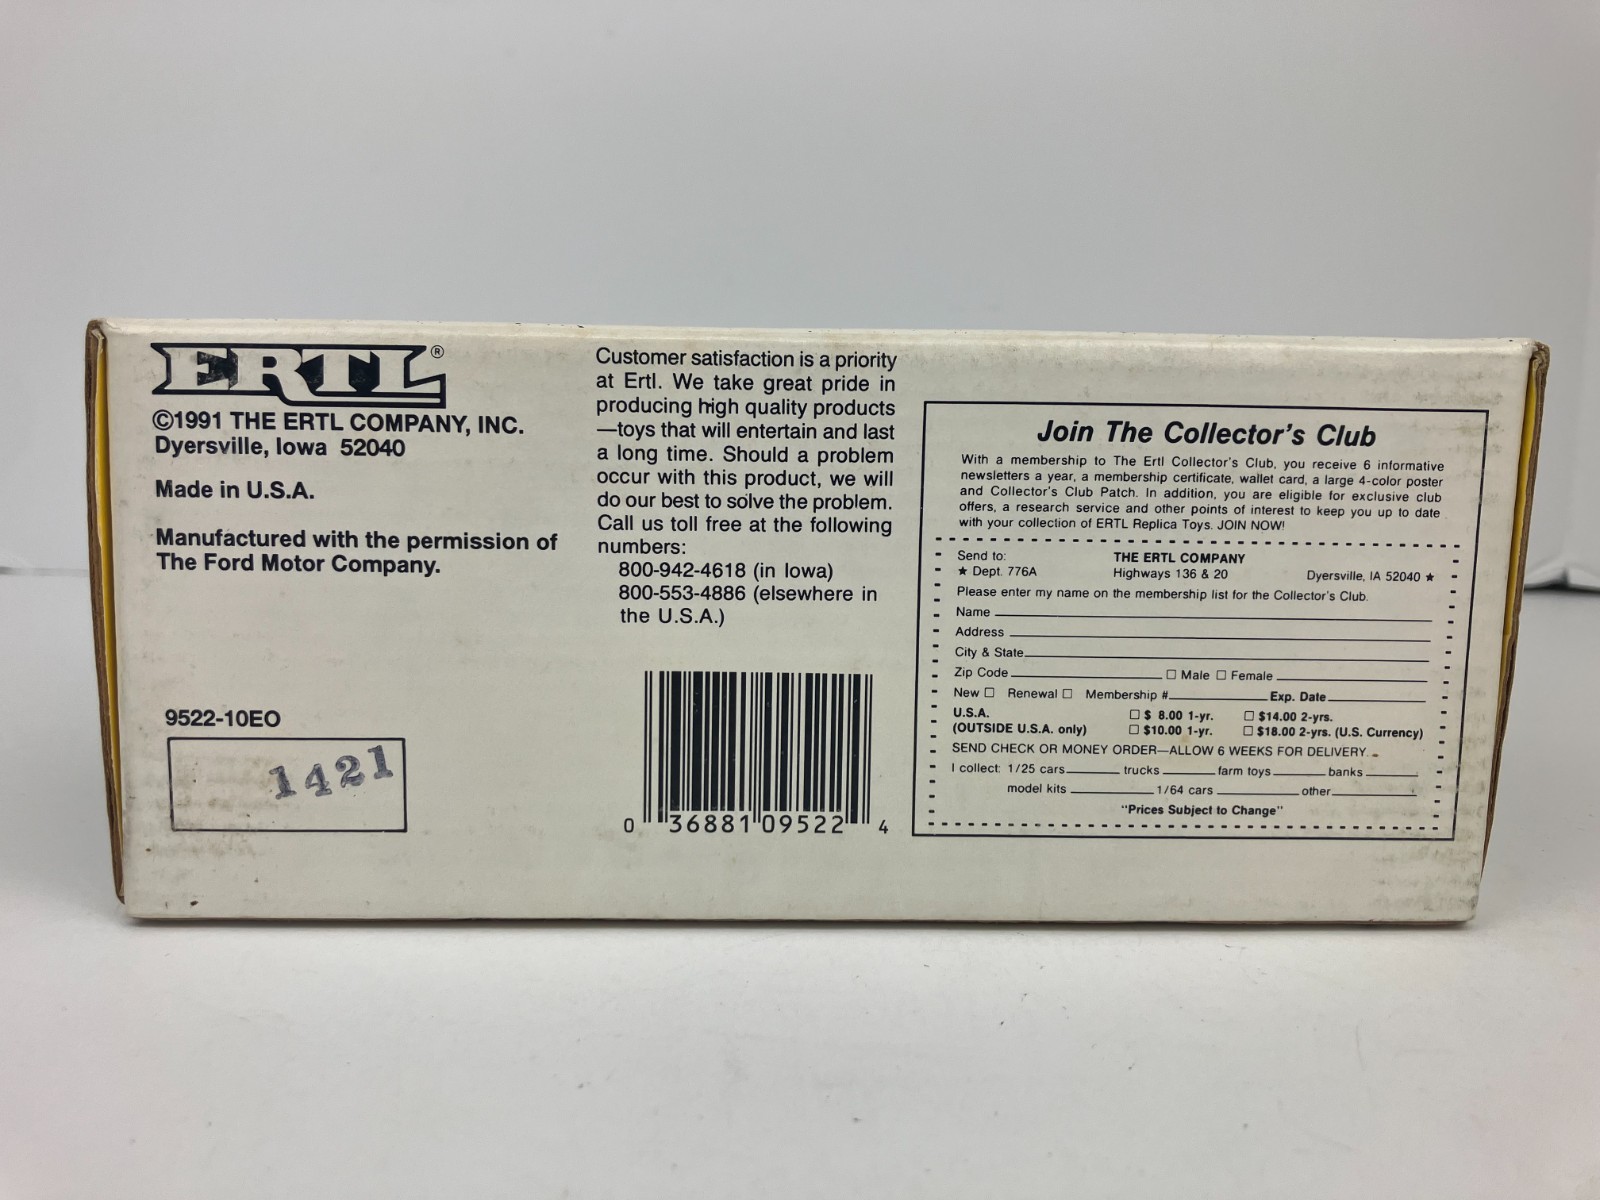 ERTL®
©1991 THE ERTL COMPANY, INC.
Dyersville, Iowa 52040
Made in U.S.A.
Manufactured with the permission of
The Ford Motor Company.
9522-10EO
1421
Customer satisfaction is a priority
at Ertl. We take great pride in
producing high quality products
—toys that will entertain and last
a long time. Should a problem
occur with this product, we will
do our best to solve the problem.
Call us toll free at the following
numbers:
800-942-4618 (in Iowa)
800-553-4886 (elsewhere in
the U.S.A.)
0 36881 09522 4
Join The Collector's Club
With a membership to The Ertl Collector's Club, you receive 6 informative
newsletters a year, a membership certificate, wallet card, a large 4-color poster
and Collector's Club Patch. In addition, you are eligible for exclusive club
offers, a research service and other points of interest to keep you up to date
with your collection of ERTL Replica Toys. JOIN NOW!
Send to: THE ERTL COMPANY
★ Dept. 776A Highways 136 & 20 Dyersville, IA 52040 ★
Please enter my name on the membership list for the Collector's Club.
Name
Address
City & State
Zip Code ☐ Male ☐ Female
New ☐ Renewal ☐ Membership # Exp. Date
U.S.A. ☐ $ 8.00 1-yr. ☐ $14.00 2-yrs.
(OUTSIDE U.S.A. only) ☐ $10.00 1-yr. ☐ $18.00 2-yrs. (U.S. Currency)
SEND CHECK OR MONEY ORDER—ALLOW 6 WEEKS FOR DELIVERY.
I collect: 1/25 cars trucks farm toys banks
model kits 1/64 cars other
"Prices Subject to Change"